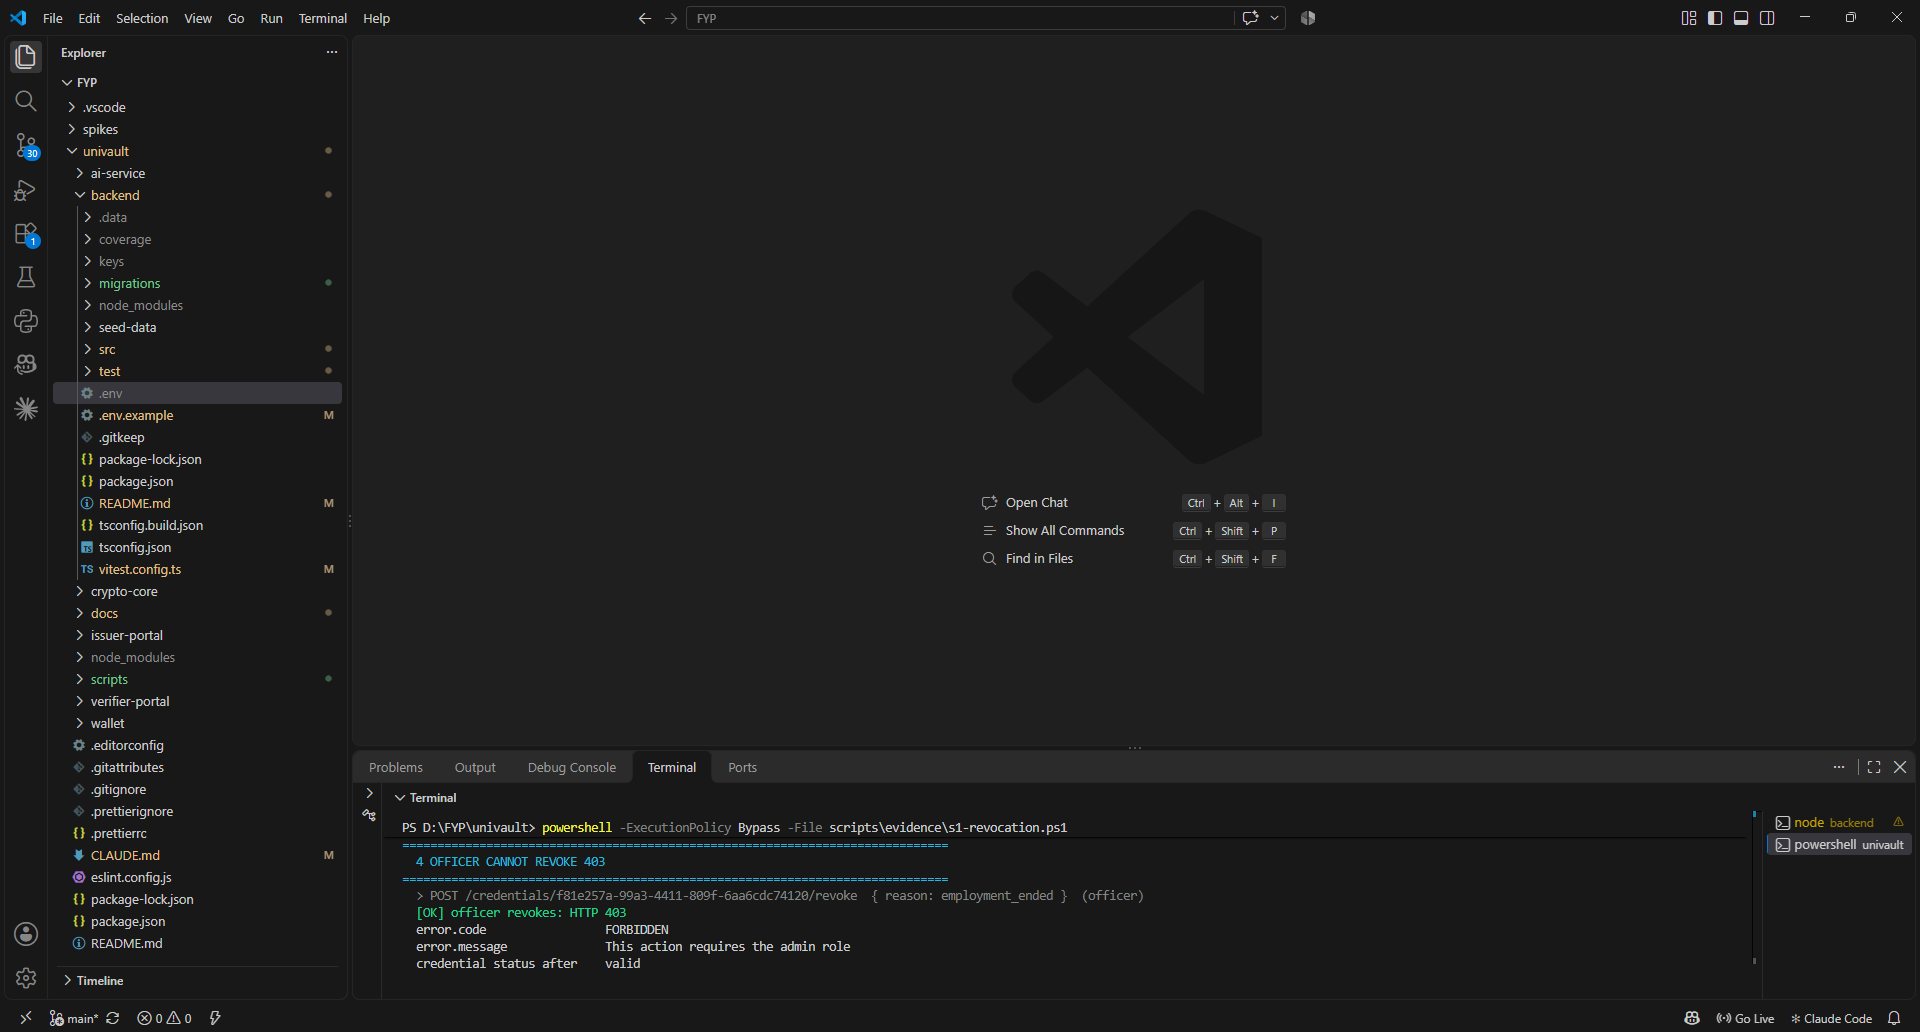 File Edit Selection View Go Run Terminal Help
FYP
Explorer
FYP
.vscode
spikes
univault
ai-service
backend
.data
coverage
keys
migrations
node_modules
seed-data
src
test
.env
.env.example M
.gitkeep
package-lock.json
package.json
README.md M
tsconfig.build.json
tsconfig.json
TS vitest.config.ts M
crypto-core
docs
issuer-portal
node_modules
scripts
verifier-portal
wallet
.editorconfig
.gitattributes
.gitignore
.prettierignore
.prettierrc
CLAUDE.md M
eslint.config.js
package-lock.json
package.json
README.md
Timeline
30
1
Open Chat Ctrl + Alt + I
Show All Commands Ctrl + Shift + P
Find in Files Ctrl + Shift + F
Problems Output Debug Console Terminal Ports
Terminal
PS D:\FYP\univault> powershell -ExecutionPolicy Bypass -File scripts\evidence\s1-revocation.ps1
==============================================================================
4 OFFICER CANNOT REVOKE 403
==============================================================================
> POST /credentials/f81e257a-99a3-4411-809f-6aa6cdc74120/revoke { reason: employment_ended } (officer)
[OK] officer revokes: HTTP 403
error.code FORBIDDEN
error.message This action requires the admin role
credential status after valid
node backend
powershell univault
main* 0 0 Go Live Claude Code